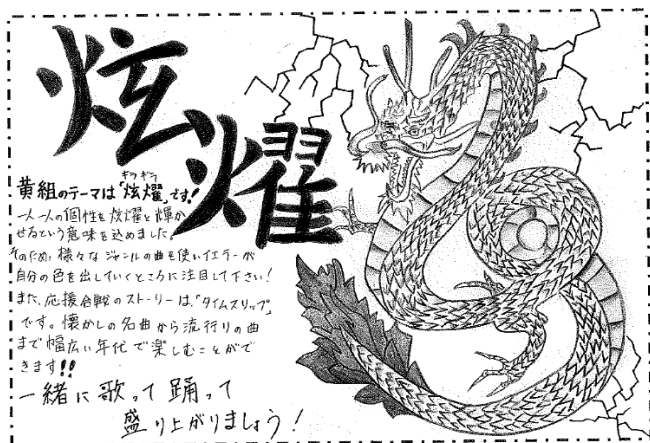 炫燿
黄組のテーマは「炫燿」です!
ギラギラ
一人一人の個性を炫燿と輝か
せるという意味を込めました。
そのため、様々なジャンルの曲を使いイエラーが
自分の色を出していくところに注目して下さい!
また、応援合戦のストーリーは、「タイムスリップ」
です。懐かしの名曲から流行りの曲
まで幅広い年代で楽しむことがで
きます!!
一緒に歌って踊って
盛り上がりましょう!